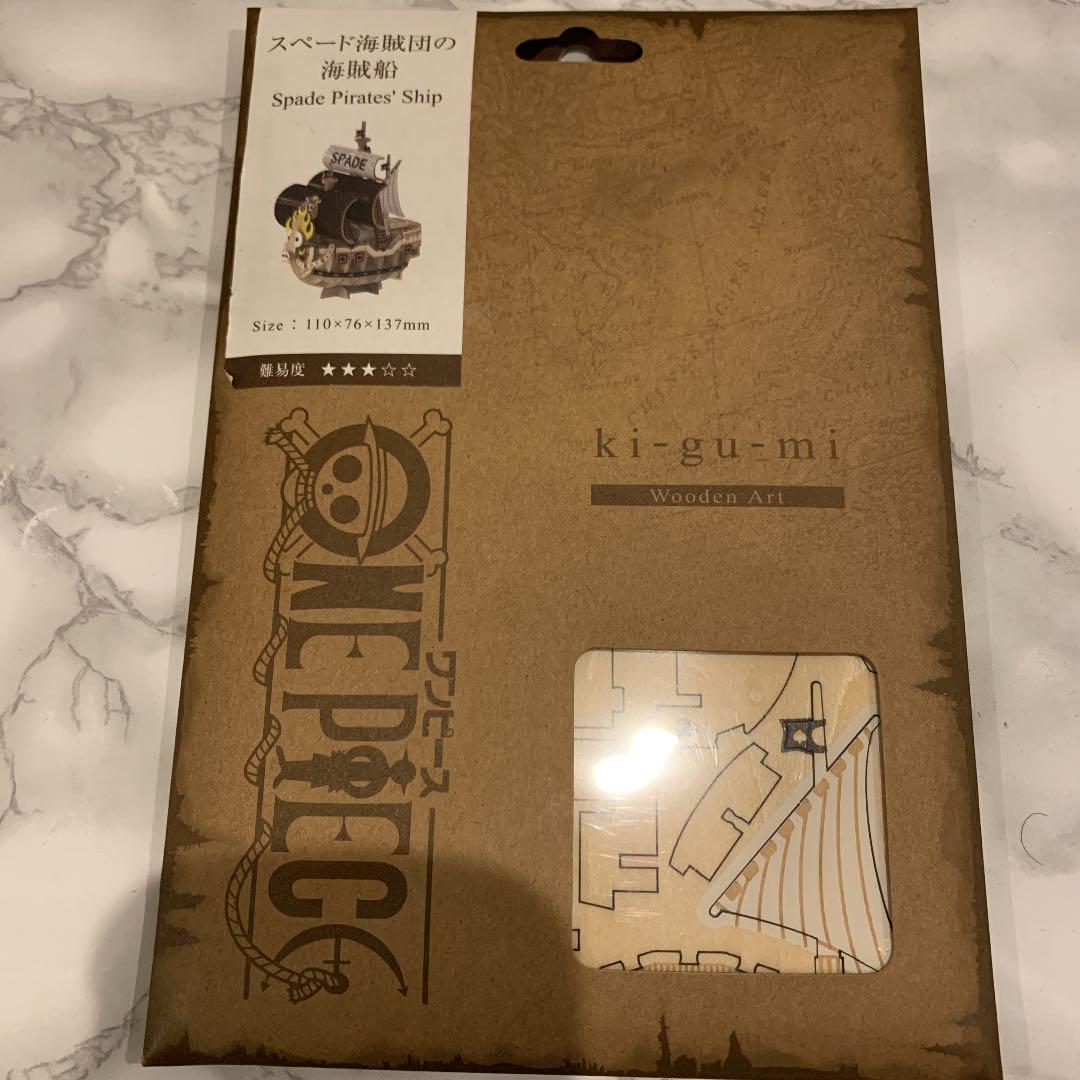 スペード海賊団の
海賊船
Spade Pirates' Ship
SPADE
Size : 110×76×137mm
難易度 ★★★☆☆
ONE PIECE
ワンピース
ki-gu-mi
Wooden Art